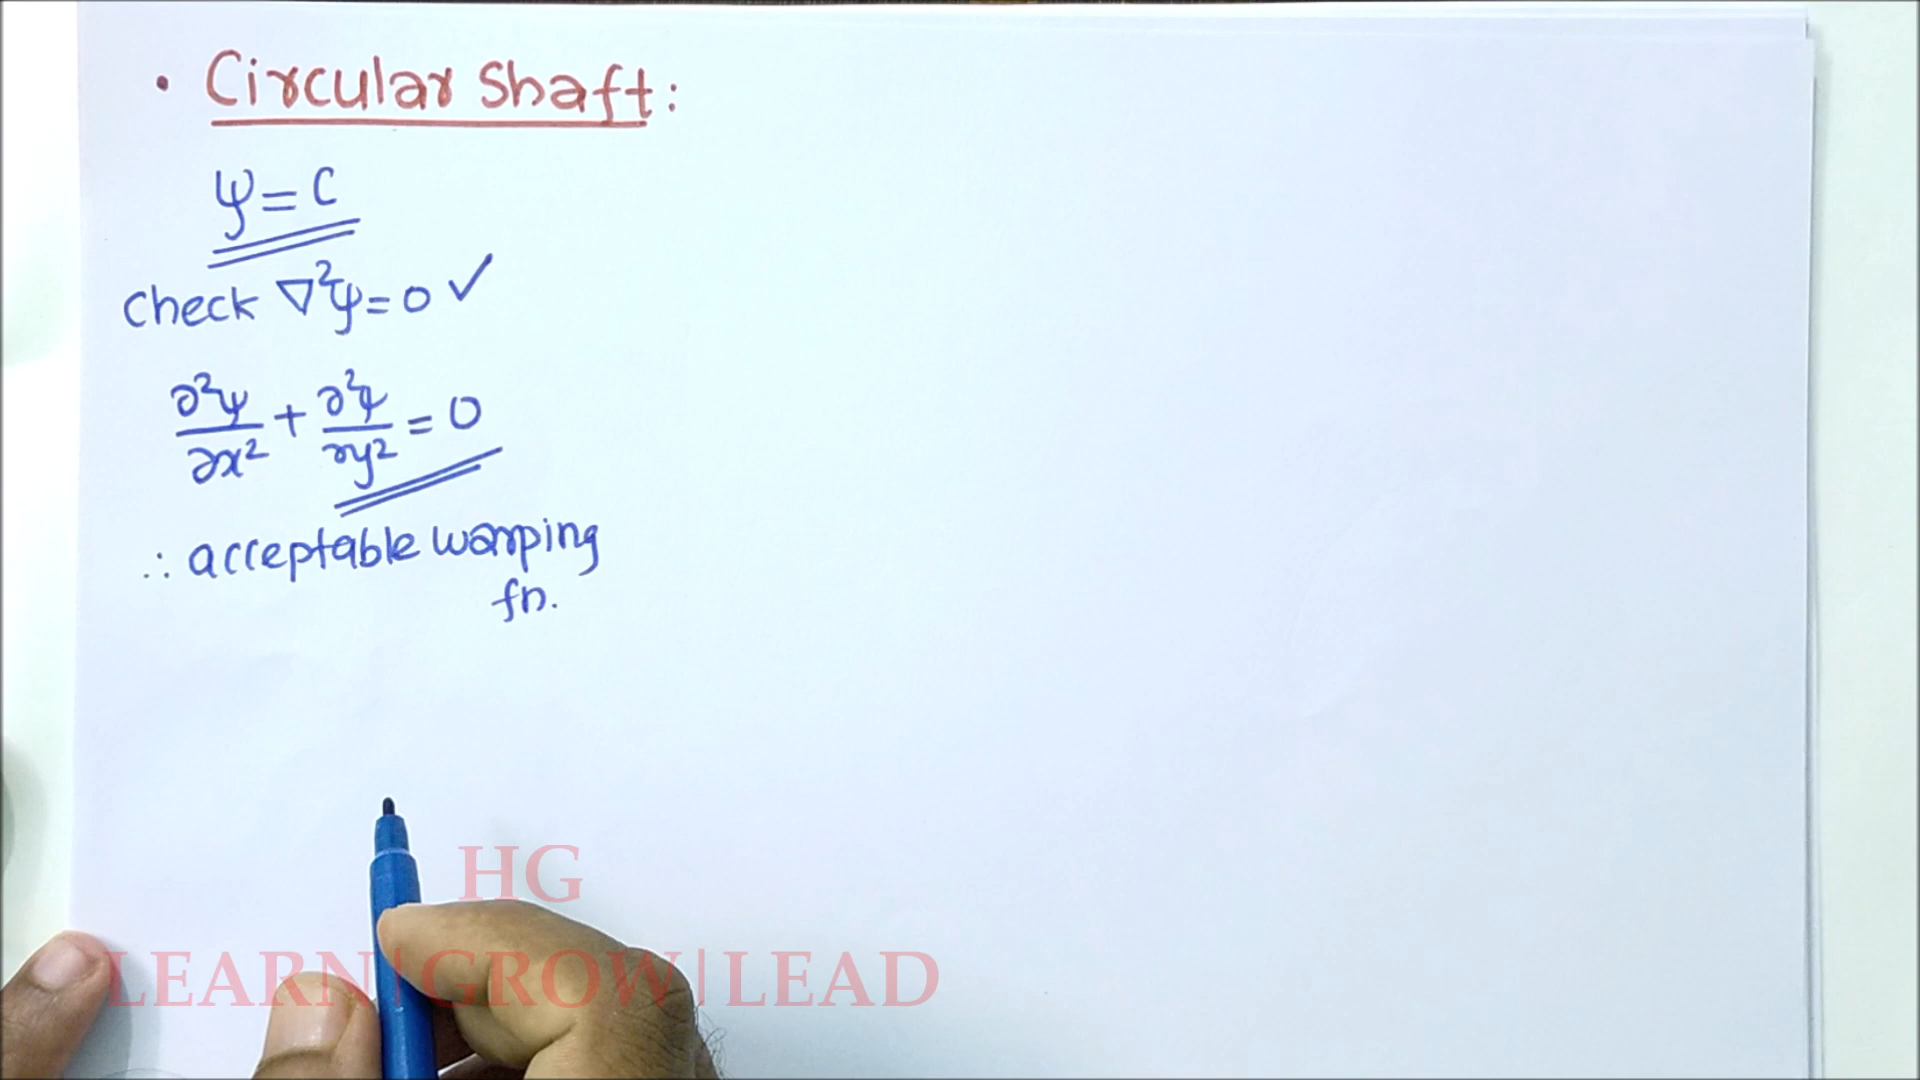 • Circular Shaft:
ψ = C
Check ∇²ψ = 0 ✓
∂²ψ/∂x² + ∂²ψ/∂y² = 0
∴ acceptable warping
fn.
HG
LEARN|GROW|LEAD